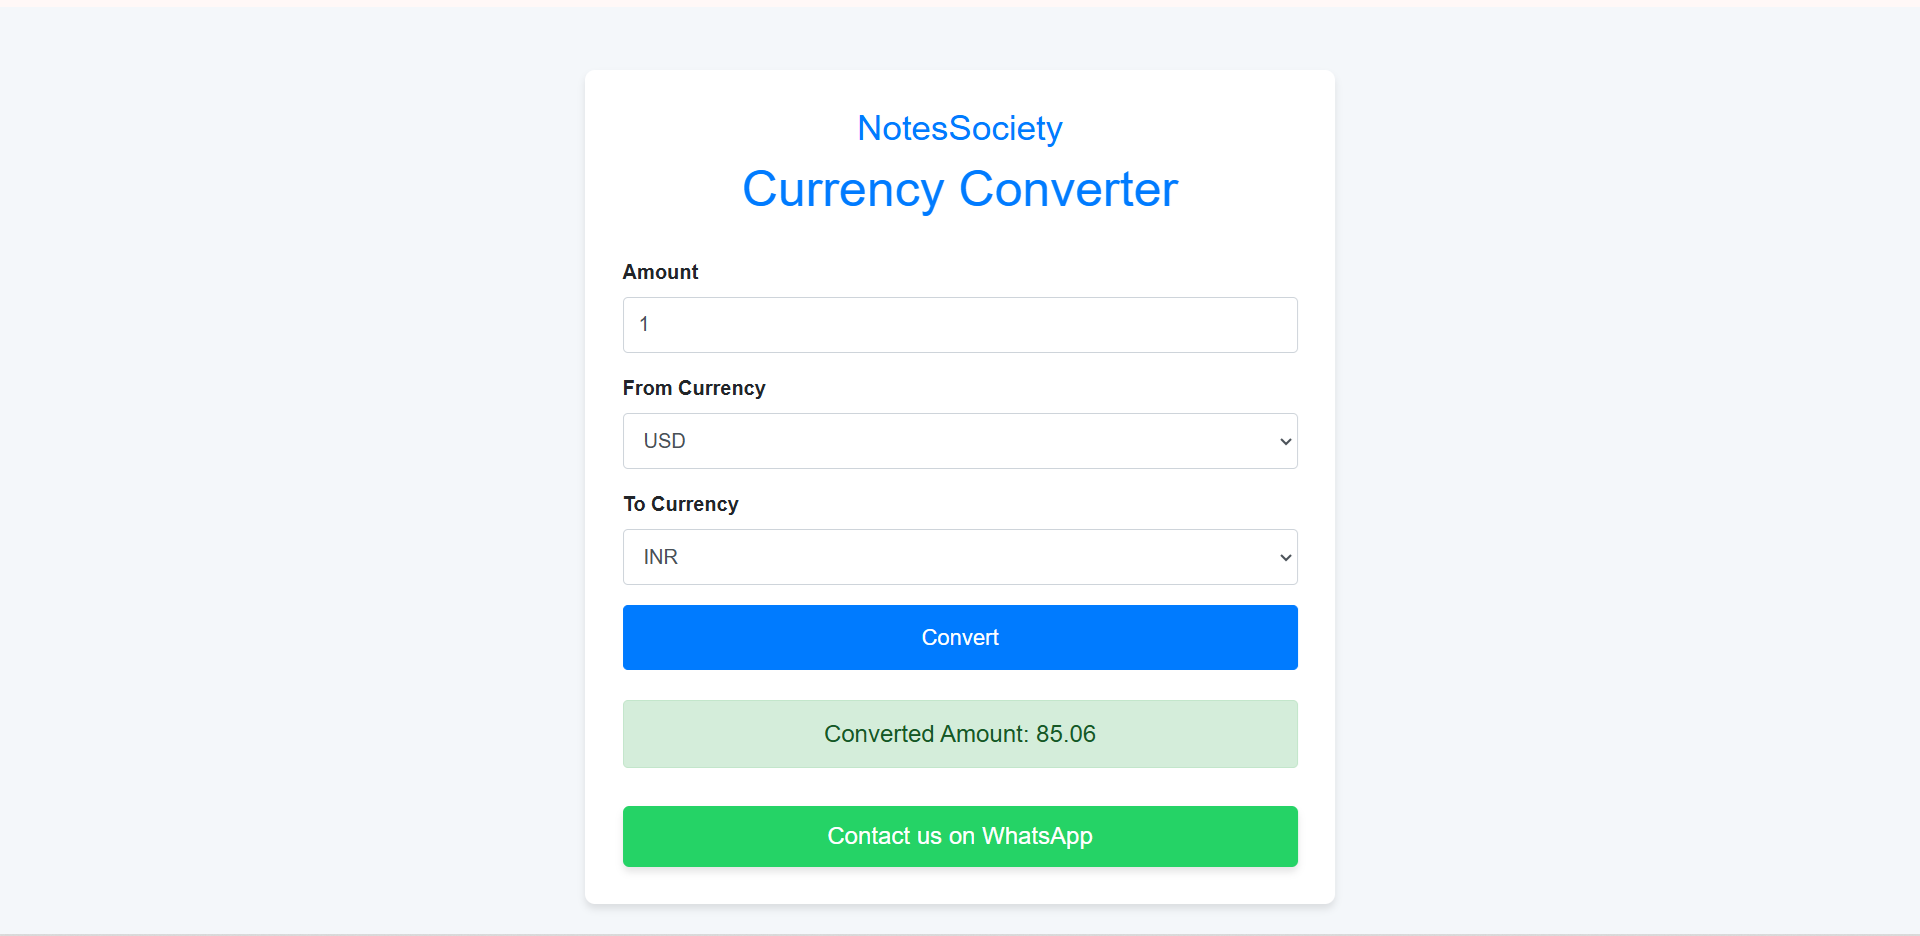 NotesSociety
Currency Converter
Amount
1
From Currency
USD
To Currency
INR
Convert
Converted Amount: 85.06
Contact us on WhatsApp